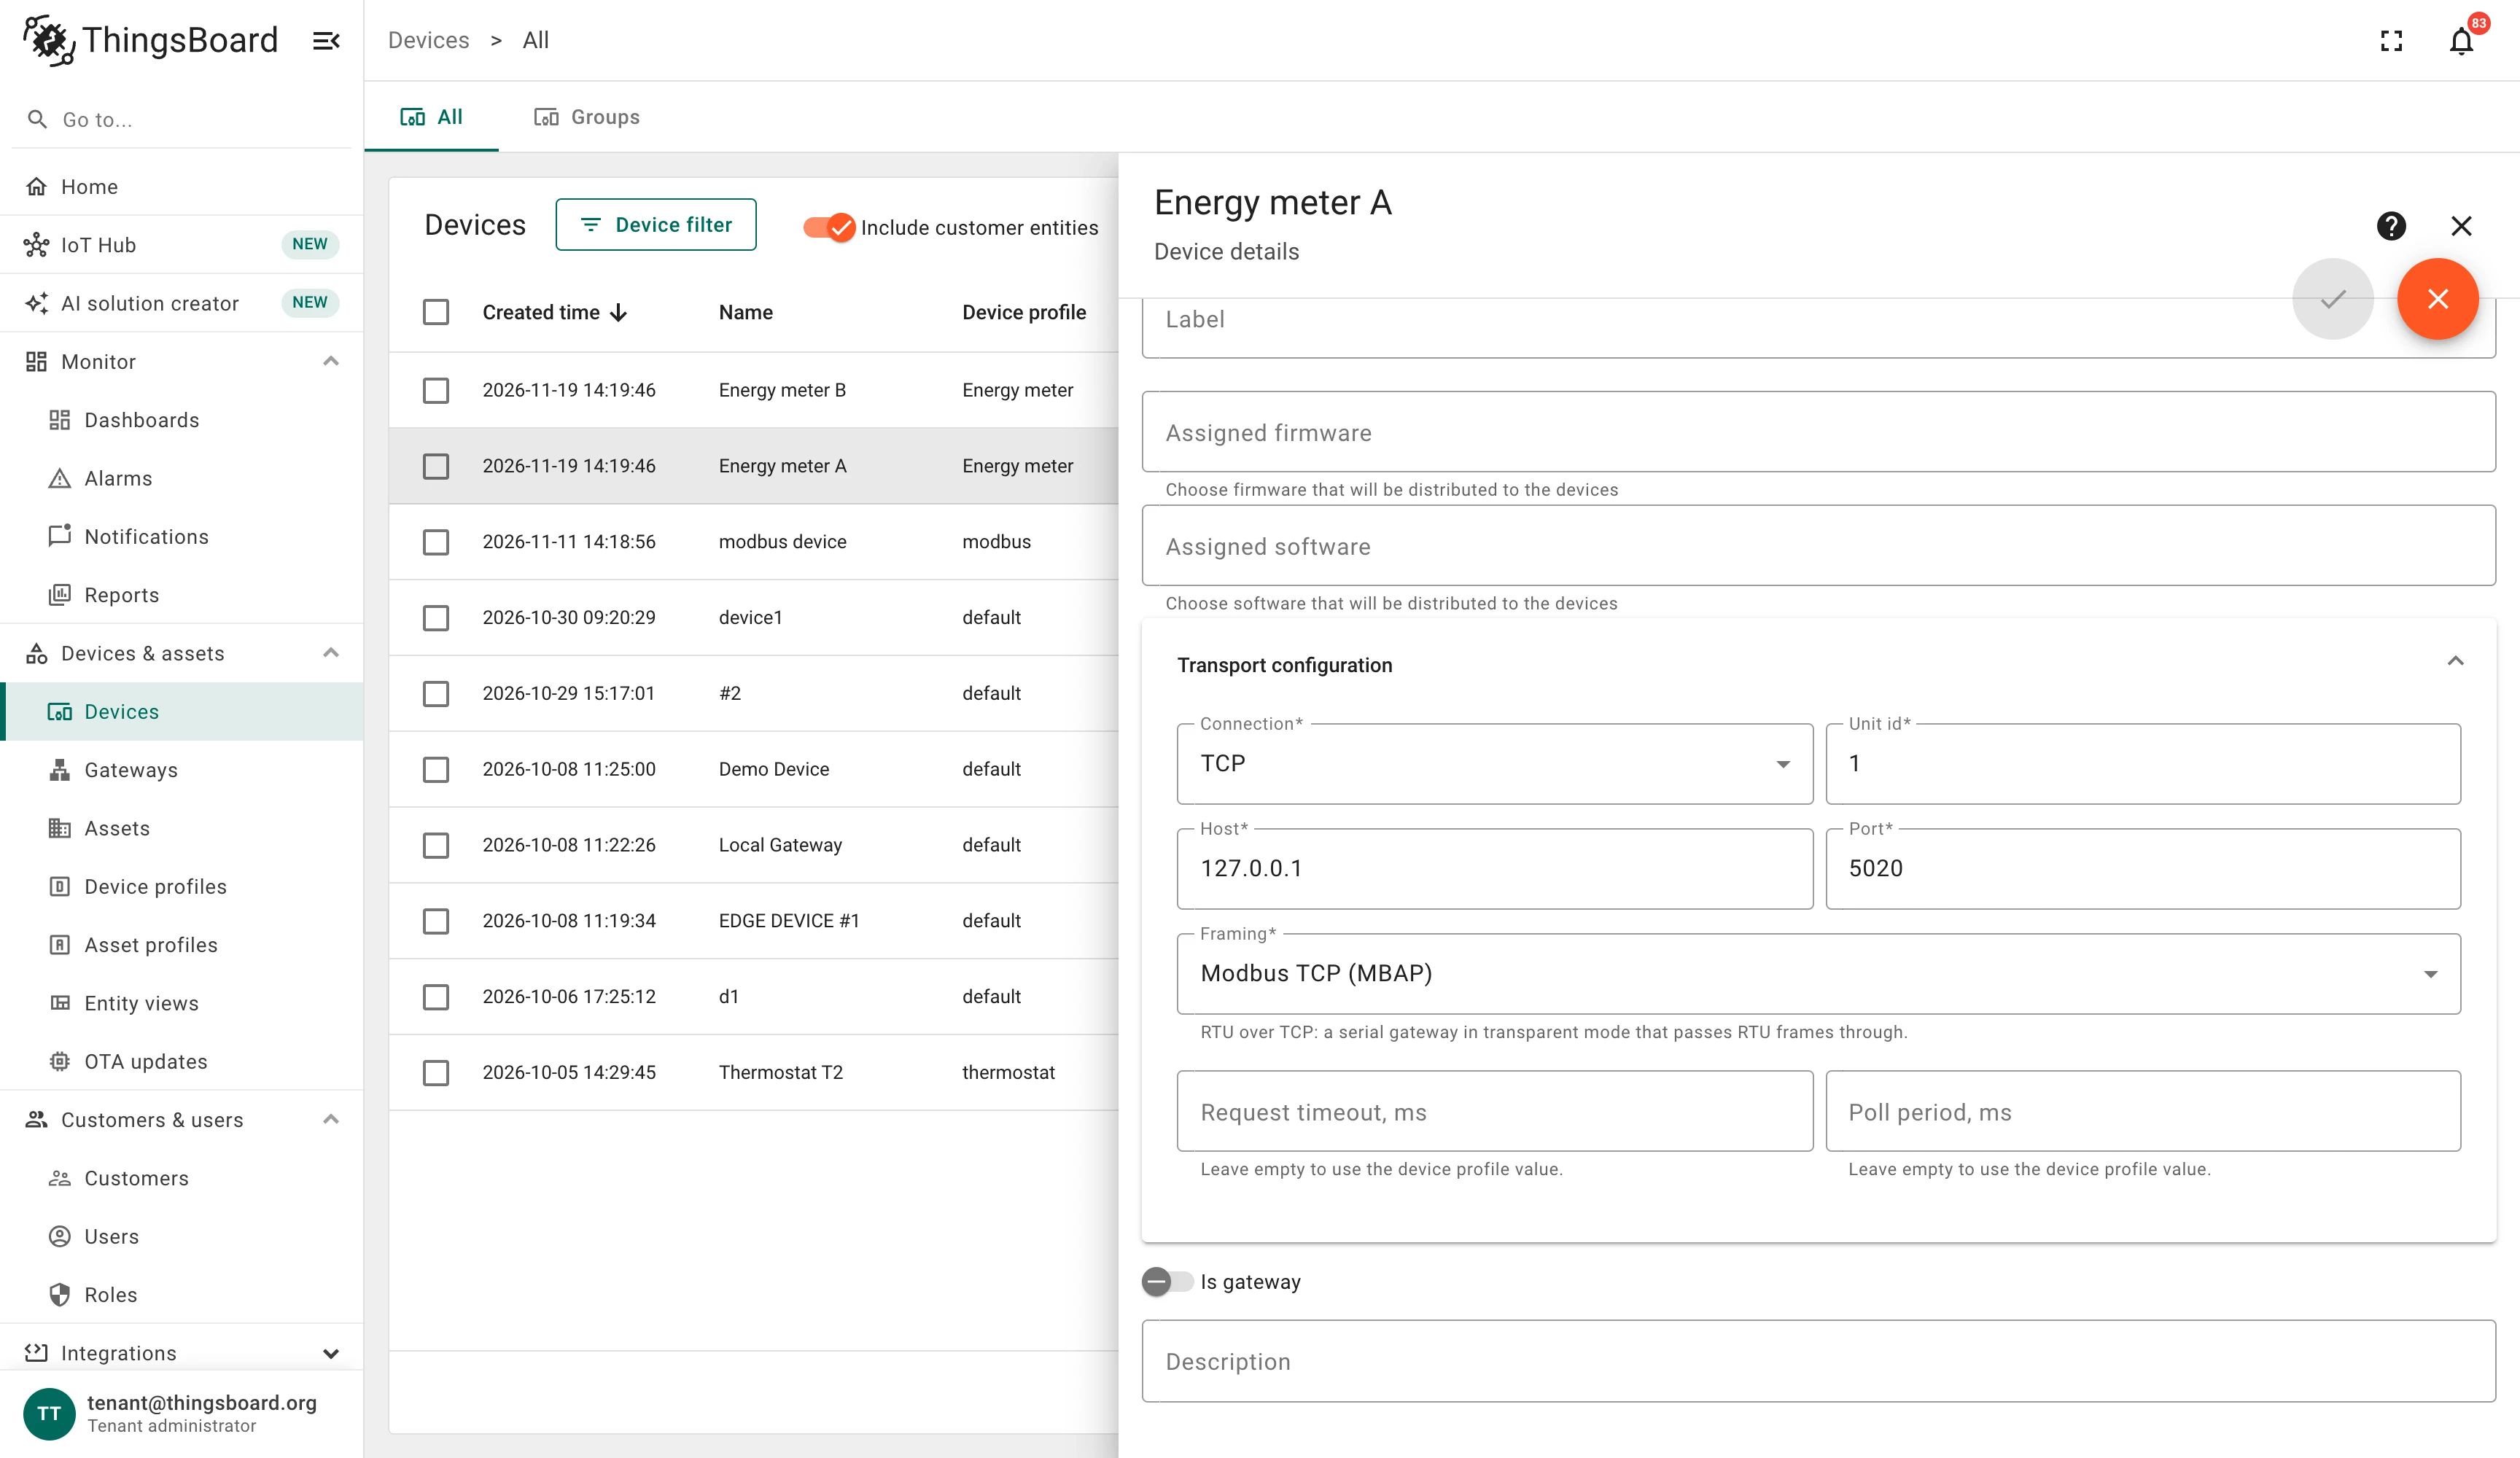 ThingsBoard
Go to...
Home
IoT Hub NEW
AI solution creator NEW
Monitor
Dashboards
Alarms
Notifications
Reports
Devices & assets
Devices
Gateways
Assets
Device profiles
Asset profiles
Entity views
OTA updates
Customers & users
Customers
Users
Roles
Integrations
TT
tenant@thingsboard.org
Tenant administrator
Devices > All
83
All Groups
Devices Device filter Include customer entities
Created time Name Device profile
2026-11-19 14:19:46 Energy meter B Energy meter
2026-11-19 14:19:46 Energy meter A Energy meter
2026-11-11 14:18:56 modbus device modbus
2026-10-30 09:20:29 device1 default
2026-10-29 15:17:01 #2 default
2026-10-08 11:25:00 Demo Device default
2026-10-08 11:22:26 Local Gateway default
2026-10-08 11:19:34 EDGE DEVICE #1 default
2026-10-06 17:25:12 d1 default
2026-10-05 14:29:45 Thermostat T2 thermostat
Energy meter A
Device details
Label
Assigned firmware
Choose firmware that will be distributed to the devices
Assigned software
Choose software that will be distributed to the devices
Transport configuration
Connection* Unit id*
TCP 1
Host* Port*
127.0.0.1 5020
Framing*
Modbus TCP (MBAP)
RTU over TCP: a serial gateway in transparent mode that passes RTU frames through.
Request timeout, ms Poll period, ms
Leave empty to use the device profile value. Leave empty to use the device profile value.
Is gateway
Description